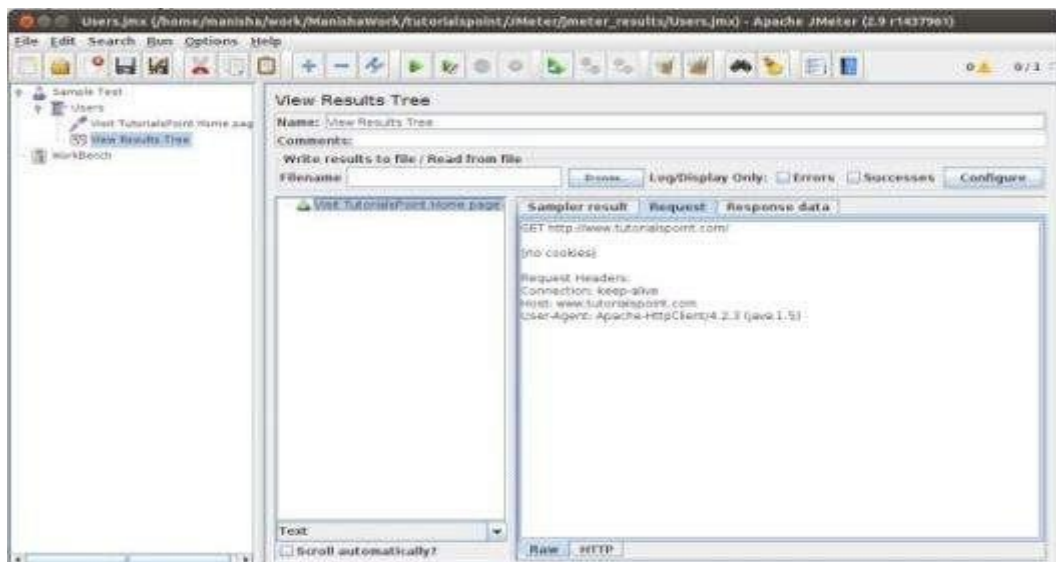 Users.jmx (/home/manisha/work/ManishaWork/tutorialspoint/JMeter/jmeter_results/Users.jmx) - Apache JMeter (2.9 r1437961)
File Edit Search Run Options Help
0 0/1
Sample Test
Users
Visit TutorialsPoint Home pag
View Results Tree
WorkBench
View Results Tree
Name: View Results Tree
Comments:
Write results to file / Read from file
Filename Browse... Log/Display Only: Errors Successes Configure
Visit TutorialsPoint Home page
Sampler result Request Response data
GET http://www.tutorialspoint.com/
[no cookies]
Request Headers:
Connection: keep-alive
Host: www.tutorialspoint.com
User-Agent: Apache-HttpClient/4.2.3 (java 1.5)
Text
Scroll automatically?
Raw HTTP